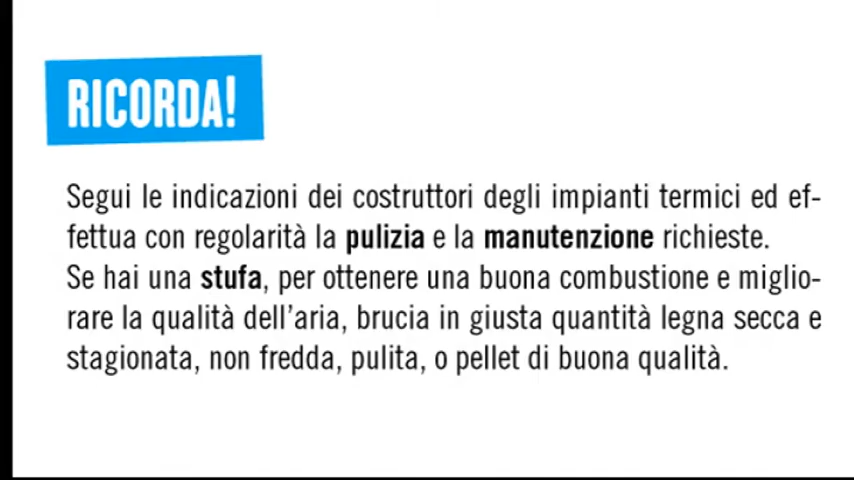 RICORDA!
Segui le indicazioni dei costruttori degli impianti termici ed ef-
fettua con regolarità la pulizia e la manutenzione richieste.
Se hai una stufa, per ottenere una buona combustione e miglio-
rare la qualità dell'aria, brucia in giusta quantità legna secca e
stagionata, non fredda, pulita, o pellet di buona qualità.